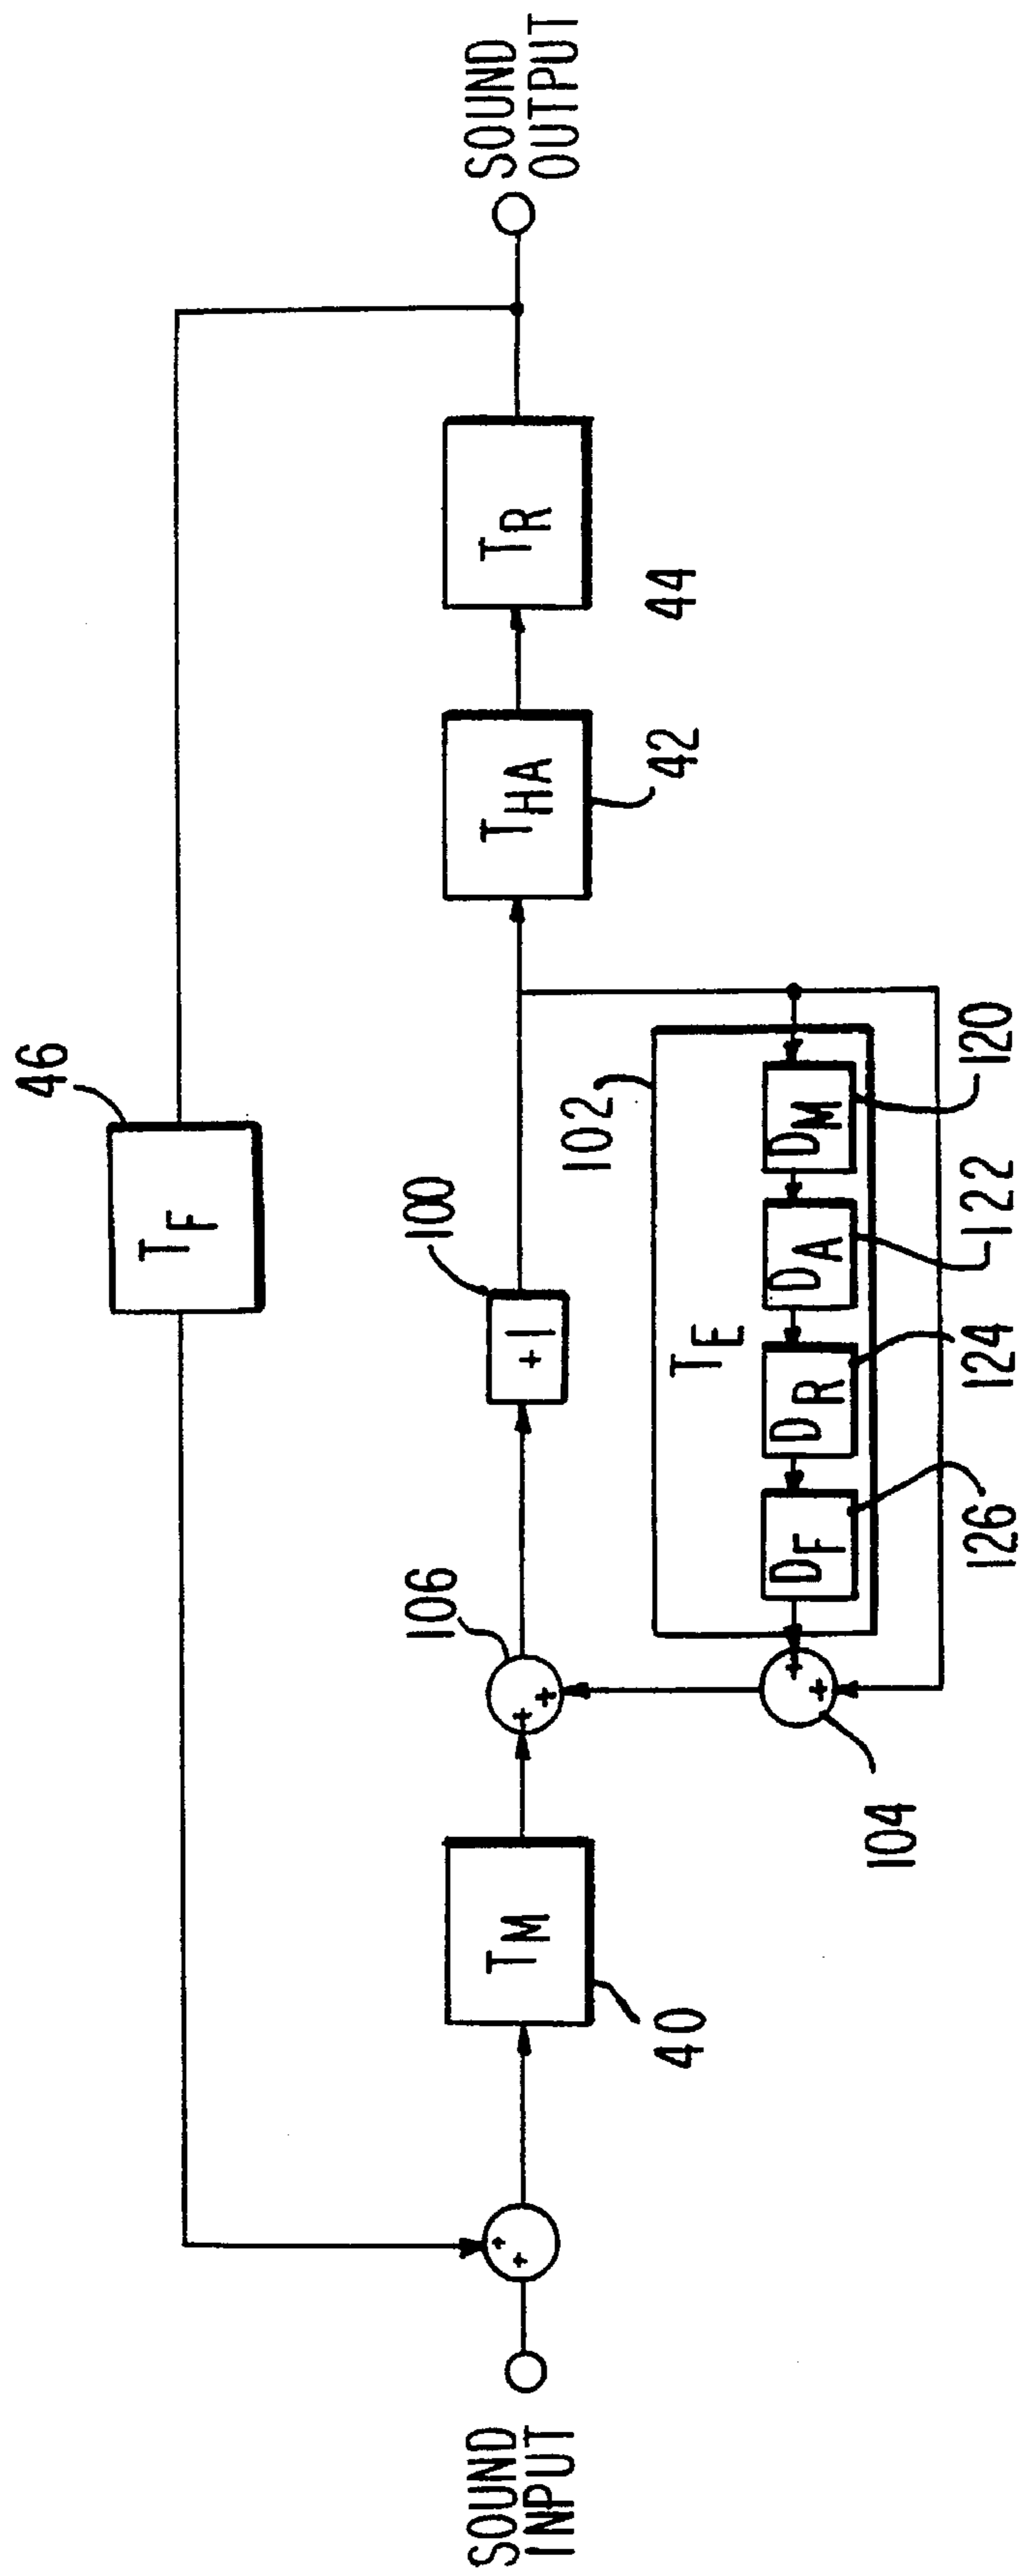 46
T_F
SOUND
INPUT
T_M
40
+
+
106
+
+
100
+1
T_HA
42
T_R
44
SOUND
OUTPUT
102
T_E
D_F
D_R
D_A
D_M
+
+
104
126
124
122
120